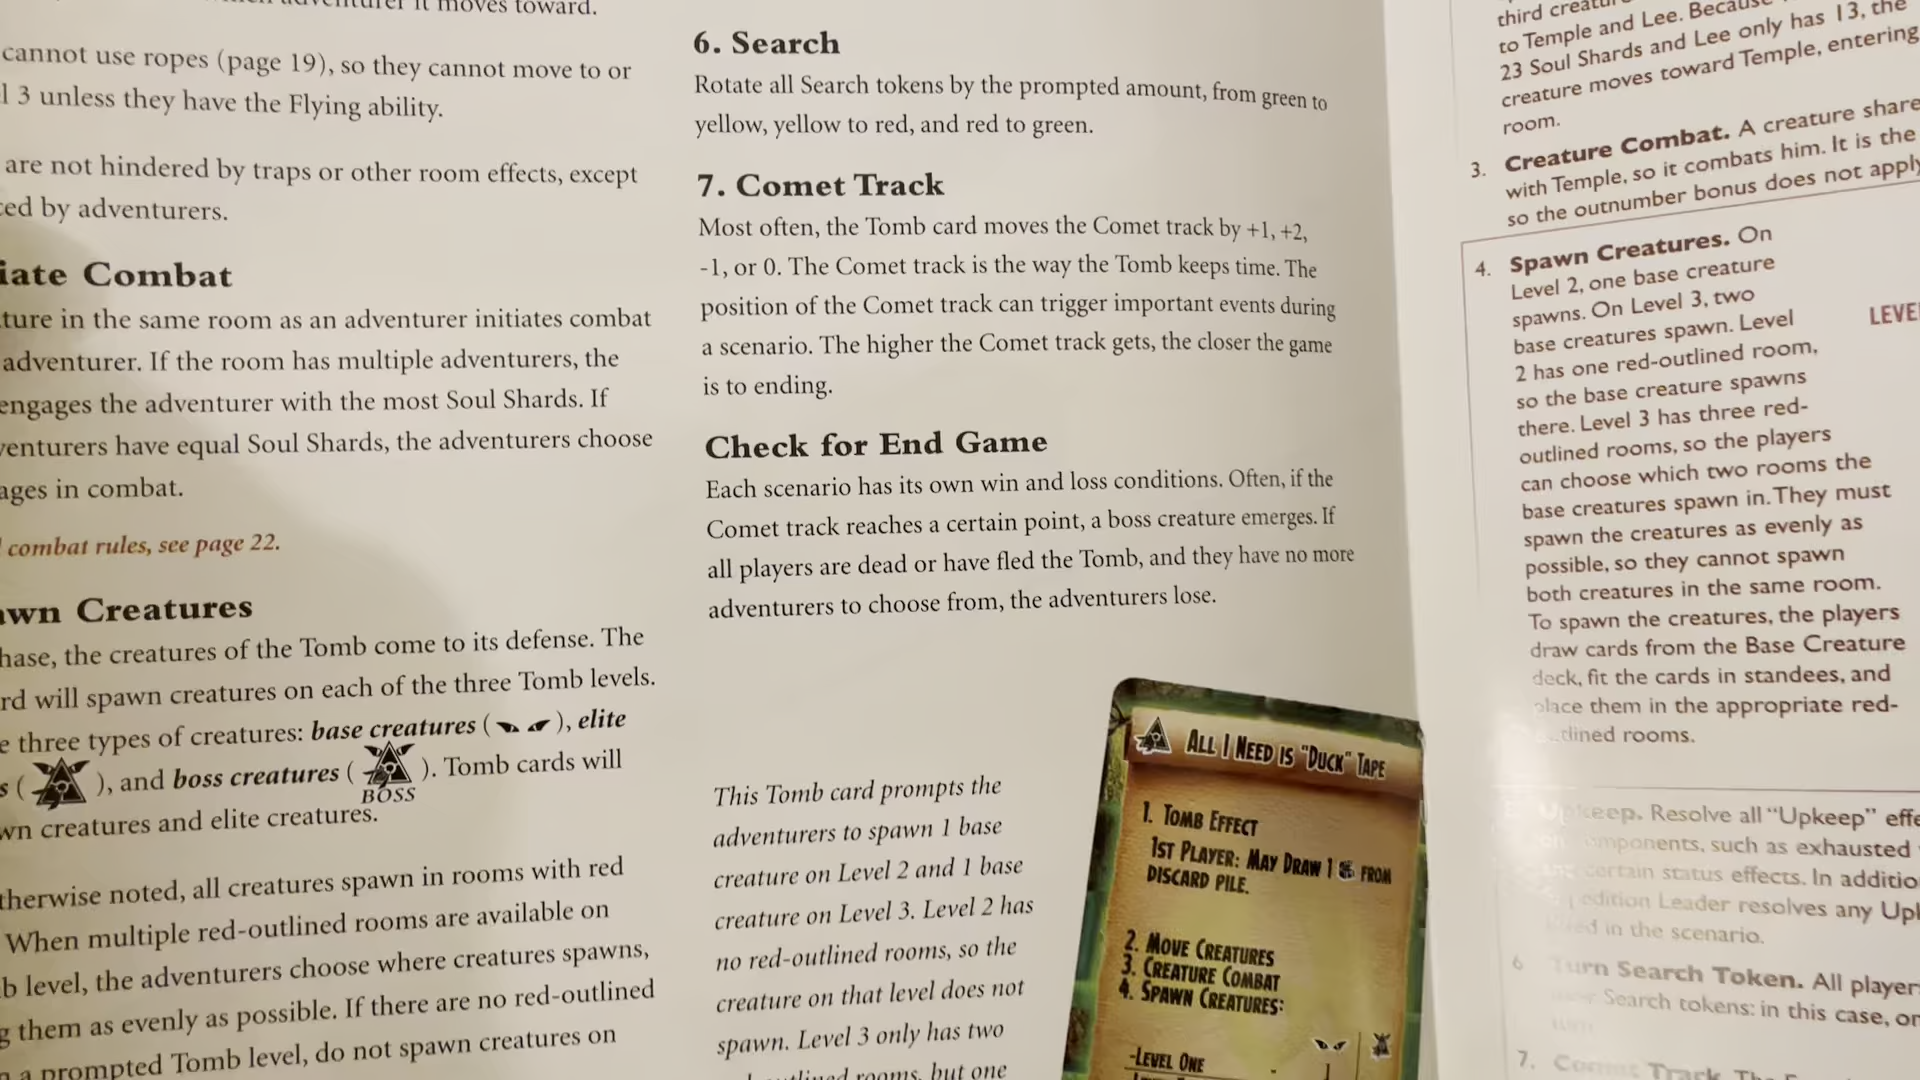 it moves toward.
cannot use ropes (page 19), so they cannot move to or
3 unless they have the Flying ability.
are not hindered by traps or other room effects, except
by adventurers.
Combat
in the same room as an adventurer initiates combat
adventurer. If the room has multiple adventurers, the
engages the adventurer with the most Soul Shards. If
have equal Soul Shards, the adventurers choose
in combat.
combat rules, see page 22.
Creatures
the creatures of the Tomb come to its defense. The
will spawn creatures on each of the three Tomb levels.
three types of creatures: base creatures ( ), elite
( ), and boss creatures ( ). Tomb cards will
BOSS
creatures and elite creatures.
noted, all creatures spawn in rooms with red
When multiple red-outlined rooms are available on
level, the adventurers choose where creatures spawns,
them as evenly as possible. If there are no red-outlined
a prompted Tomb level, do not spawn creatures on
6. Search
Rotate all Search tokens by the prompted amount, from green to
yellow, yellow to red, and red to green.
7. Comet Track
Most often, the Tomb card moves the Comet track by +1, +2,
-1, or 0. The Comet track is the way the Tomb keeps time. The
position of the Comet track can trigger important events during
a scenario. The higher the Comet track gets, the closer the game
is to ending.
Check for End Game
Each scenario has its own win and loss conditions. Often, if the
Comet track reaches a certain point, a boss creature emerges. If
all players are dead or have fled the Tomb, and they have no more
adventurers to choose from, the adventurers lose.
This Tomb card prompts the
adventurers to spawn 1 base
creature on Level 2 and 1 base
creature on Level 3. Level 2 has
no red-outlined rooms, so the
creature on that level does not
spawn. Level 3 only has two
rooms, but one
All I Need is "Duck" Tape
1. Tomb Effect
1st Player: May Draw 1 from
discard pile.
2. Move Creatures
3. Creature Combat
4. Spawn Creatures:
-Level One
third
to Temple and Lee. Because
23 Soul Shards and Lee only has 13, the
creature moves toward Temple, entering
room.
3. Creature Combat. A creature share
with Temple, so it combats him. It is the
so the outnumber bonus does not apply
4. Spawn Creatures. On
Level 2, one base creature
spawns. On Level 3, two
base creatures spawn. Level
2 has one red-outlined room,
so the base creature spawns
there. Level 3 has three red-
outlined rooms, so the players
can choose which two rooms the
base creatures spawn in. They must
spawn the creatures as evenly as
possible, so they cannot spawn
both creatures in the same room.
To spawn the creatures, the players
draw cards from the Base Creature
deck, fit the cards in standees, and
place them in the appropriate red-
rooms.
LEVE
Resolve all “Upkeep”
such as exhausted
certain status effects. In
Leader resolves any
in the scenario.
6 Turn Search Token. All
Search tokens: in this case,
turn
7. Comet Track.